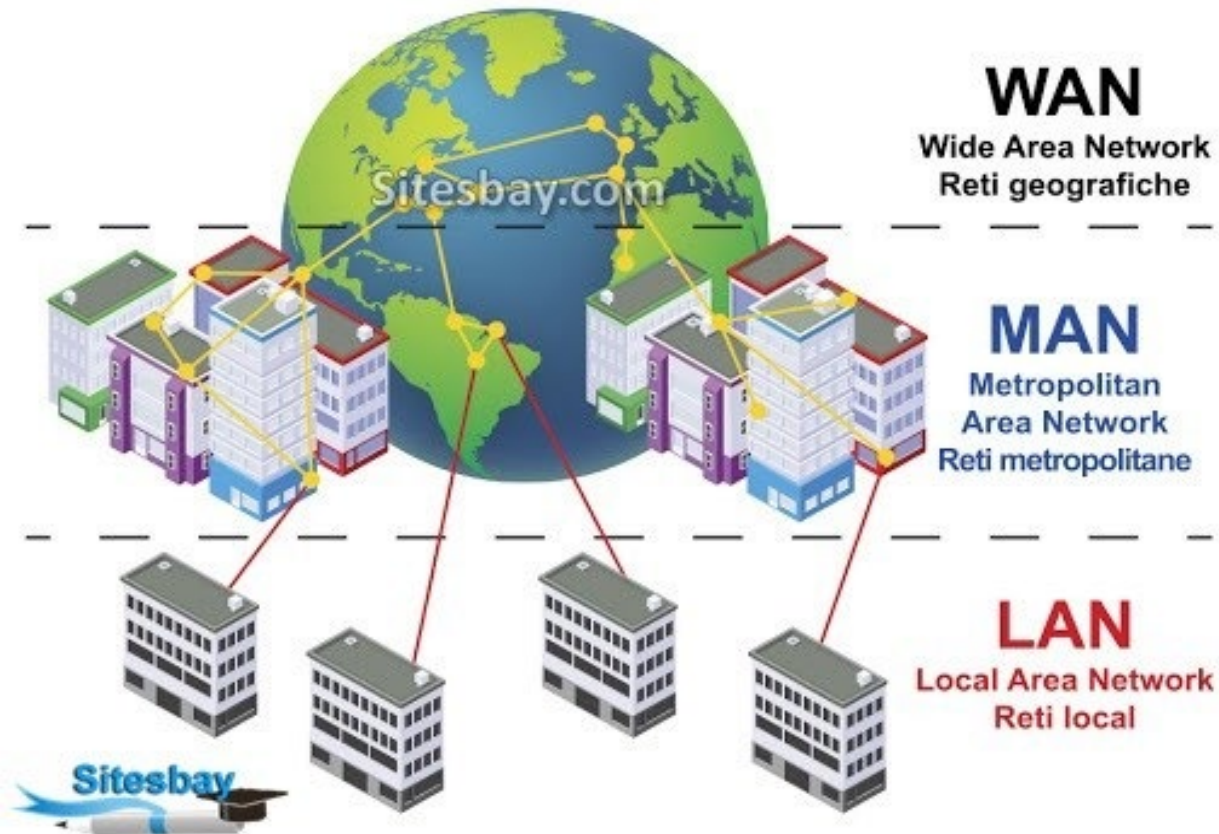 WAN
Wide Area Network
Reti geografiche
Sitesbay.com
MAN
Metropolitan
Area Network
Reti metropolitane
LAN
Local Area Network
Reti local
Sitesbay